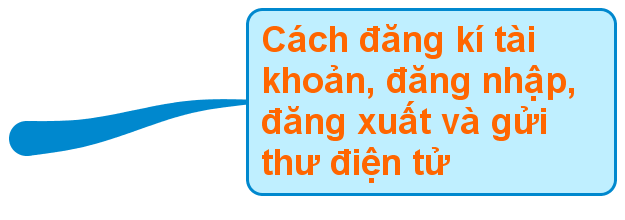 Cách đăng kí tài
khoản, đăng nhập,
đăng xuất và gửi
thư điện tử